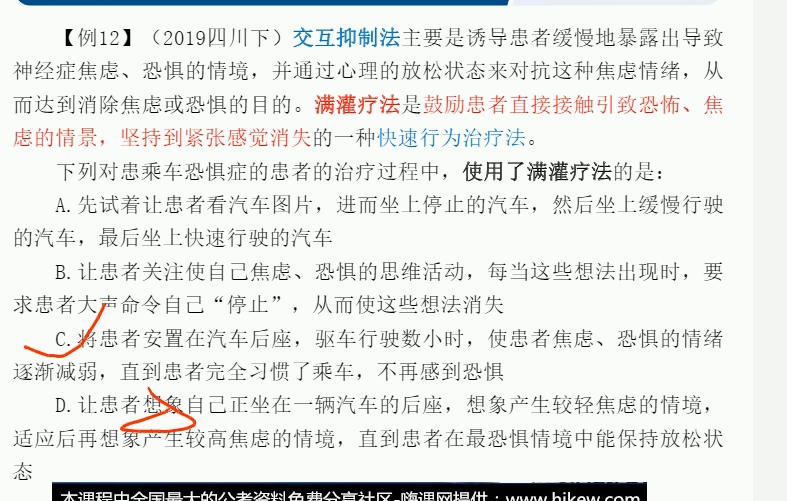 【例12】（2019四川下）交互抑制法主要是诱导患者缓慢地暴露出导致
神经症焦虑、恐惧的情境，并通过心理的放松状态来对抗这种焦虑情绪，从
而达到消除焦虑或恐惧的目的。满灌疗法是鼓励患者直接接触引致恐怖、焦
虑的情景，坚持到紧张感觉消失的一种快速行为治疗法。
下列对患乘车恐惧症的患者的治疗过程中，使用了满灌疗法的是：
A.先试着让患者看汽车图片，进而坐上停止的汽车，然后坐上缓慢行驶
的汽车，最后坐上快速行驶的汽车
B.让患者关注使自己焦虑、恐惧的思维活动，每当这些想法出现时，要
求患者大声命令自己“停止”，从而使这些想法消失
C.将患者安置在汽车后座，驱车行驶数小时，使患者焦虑、恐惧的情绪
逐渐减弱，直到患者完全习惯了乘车，不再感到恐惧
D.让患者想象自己正坐在一辆汽车的后座，想象产生较轻焦虑的情境，
适应后再想象产生较高焦虑的情境，直到患者在最恐惧情境中能保持放松状
态
本课程由全国最大的公考资料免费分享社区-嗨课网提供：www.hikew.com